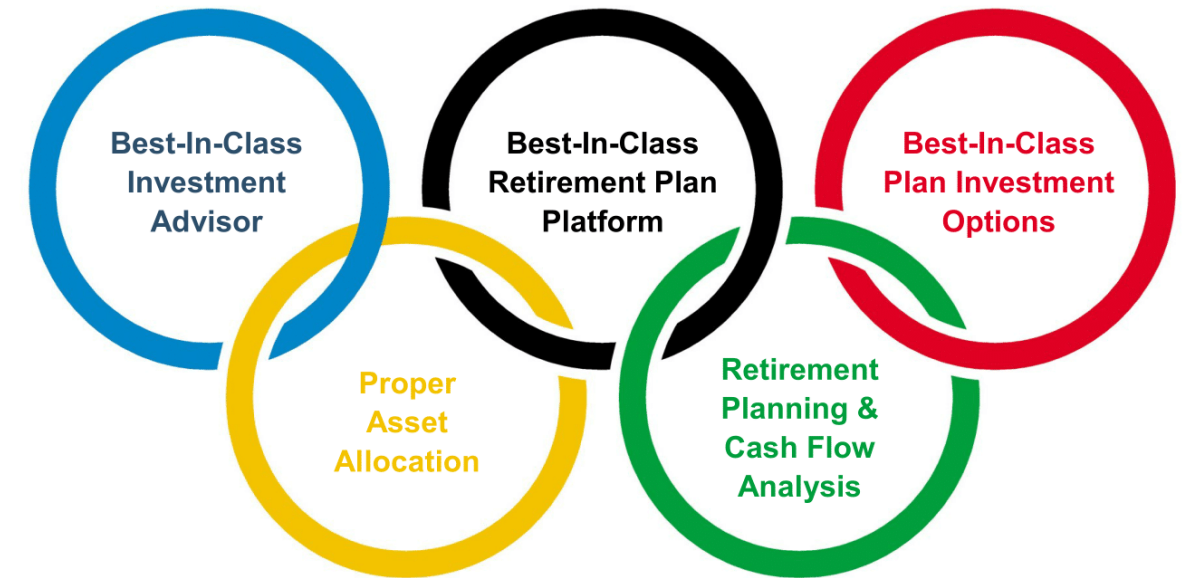 Best-In-Class
Investment
Advisor
Best-In-Class
Retirement Plan
Platform
Best-In-Class
Plan Investment
Options
Proper
Asset
Allocation
Retirement
Planning &
Cash Flow
Analysis